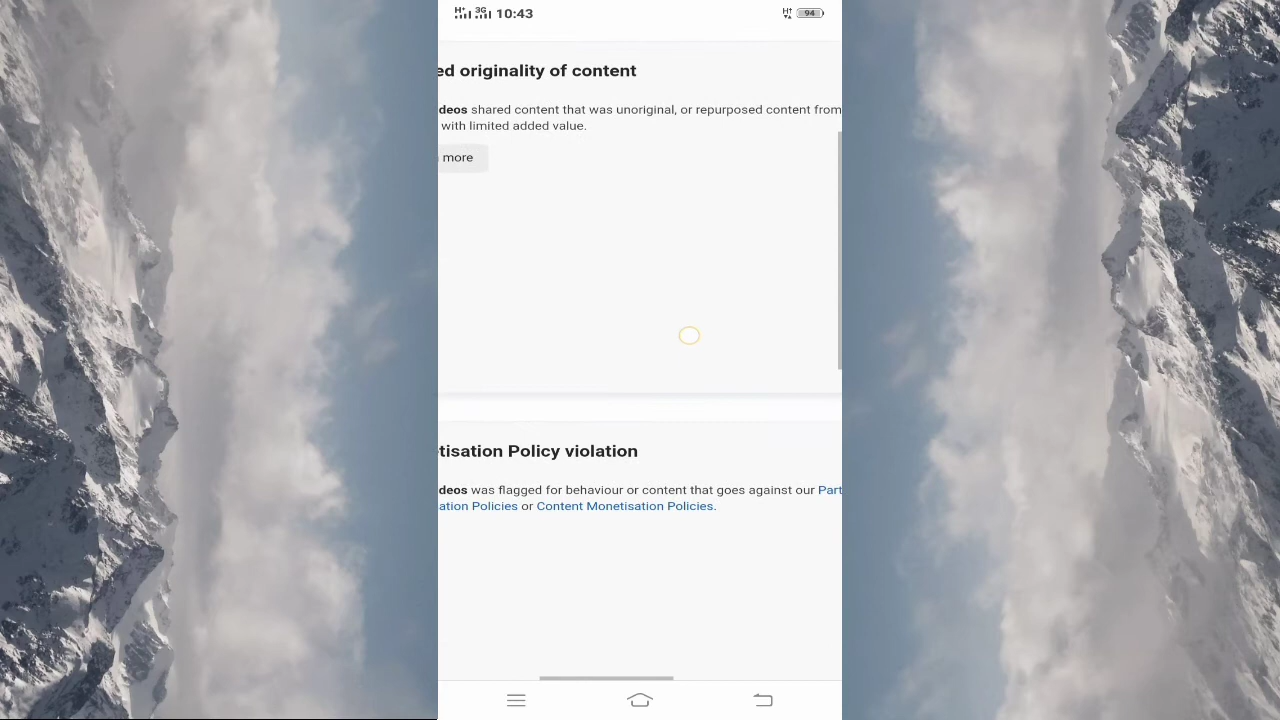 H+ 3G 10:43 H↑ 94
ed originality of content
deos shared content that was unoriginal, or repurposed content from
with limited added value.
more
tisation Policy violation
deos was flagged for behaviour or content that goes against our Part
ation Policies or Content Monetisation Policies.